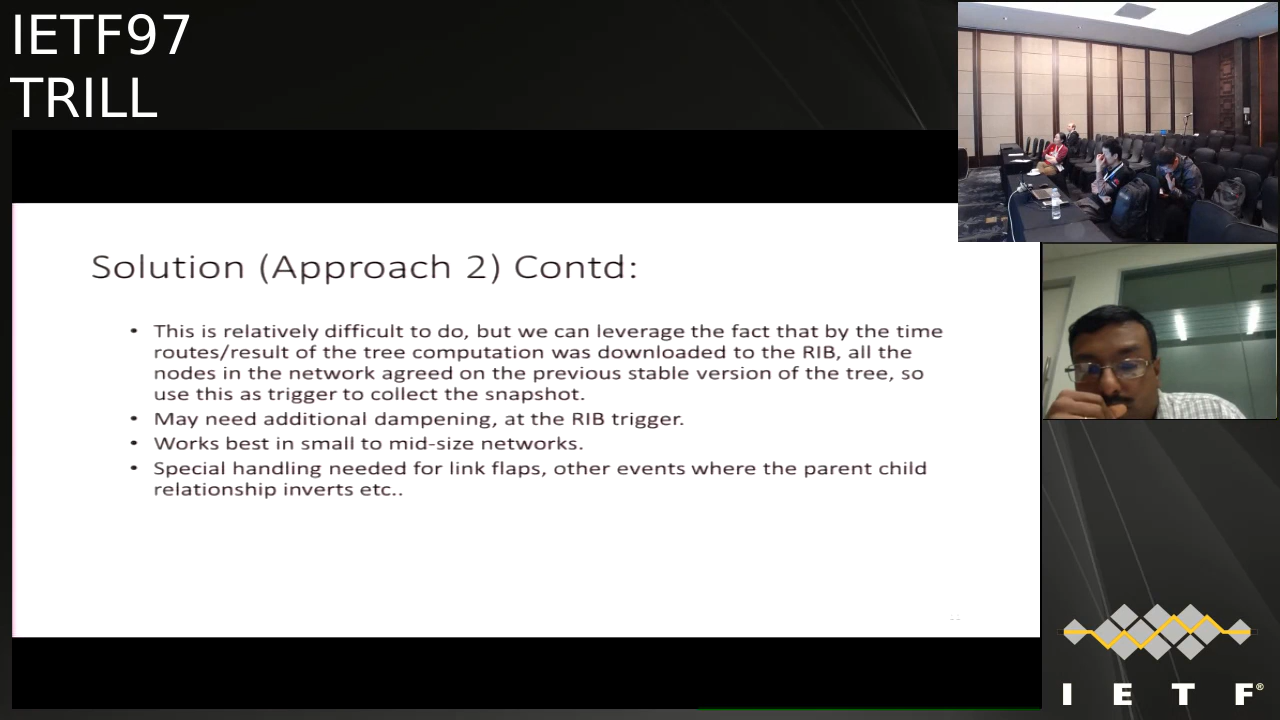 IETF97
TRILL
Solution (Approach 2) Contd:
• This is relatively difficult to do, but we can leverage the fact that by the time
routes/result of the tree computation was downloaded to the RIB, all the
nodes in the network agreed on the previous stable version of the tree, so
use this as trigger to collect the snapshot.
• May need additional dampening, at the RIB trigger.
• Works best in small to mid-size networks.
• Special handling needed for link flaps, other events where the parent child
relationship inverts etc..
I E T F®